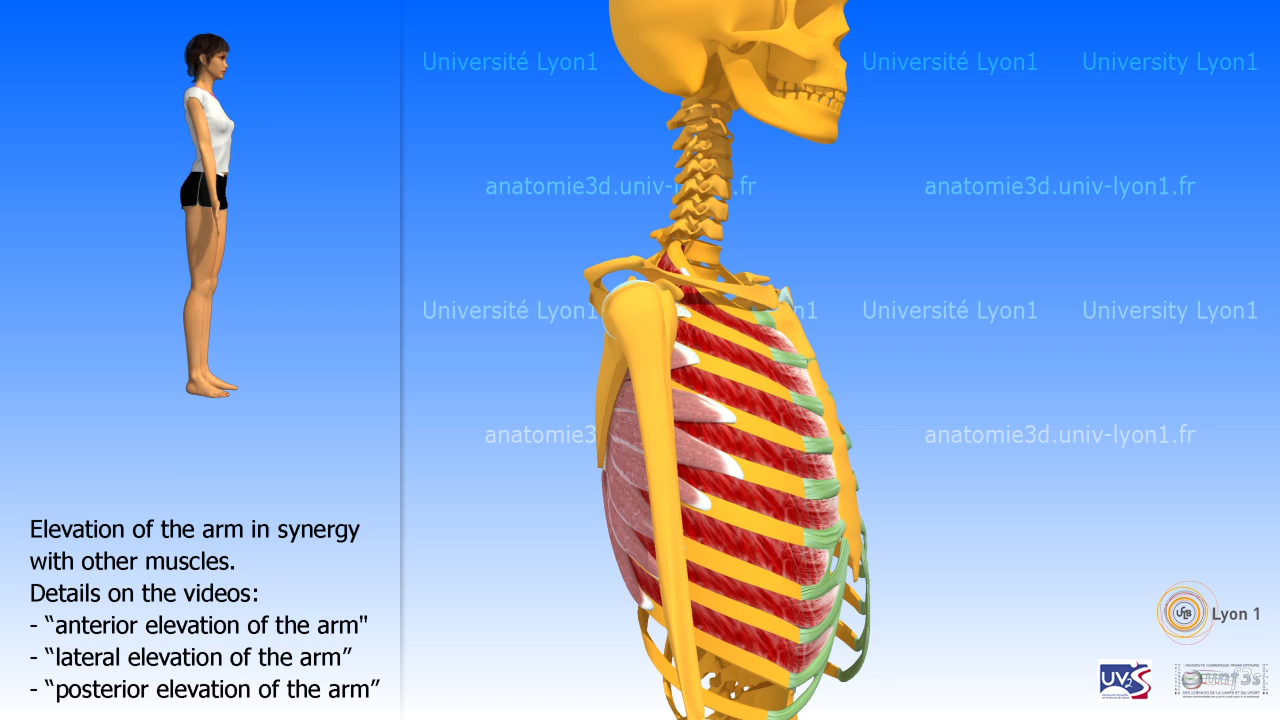 Université Lyon1
Université Lyon1
University Lyon1
anatomie3d.univ-l
.fr
anatomie3d.univ-lyon1.fr
Université Lyon1
n1
Université Lyon1
University Lyon1
anatomie3
anatomie3d.univ-lyon1.fr
Elevation of the arm in synergy
with other muscles.
Details on the videos:
- “anterior elevation of the arm"
- “lateral elevation of the arm”
- “posterior elevation of the arm”
Lyon 1
UV2S
unf3s